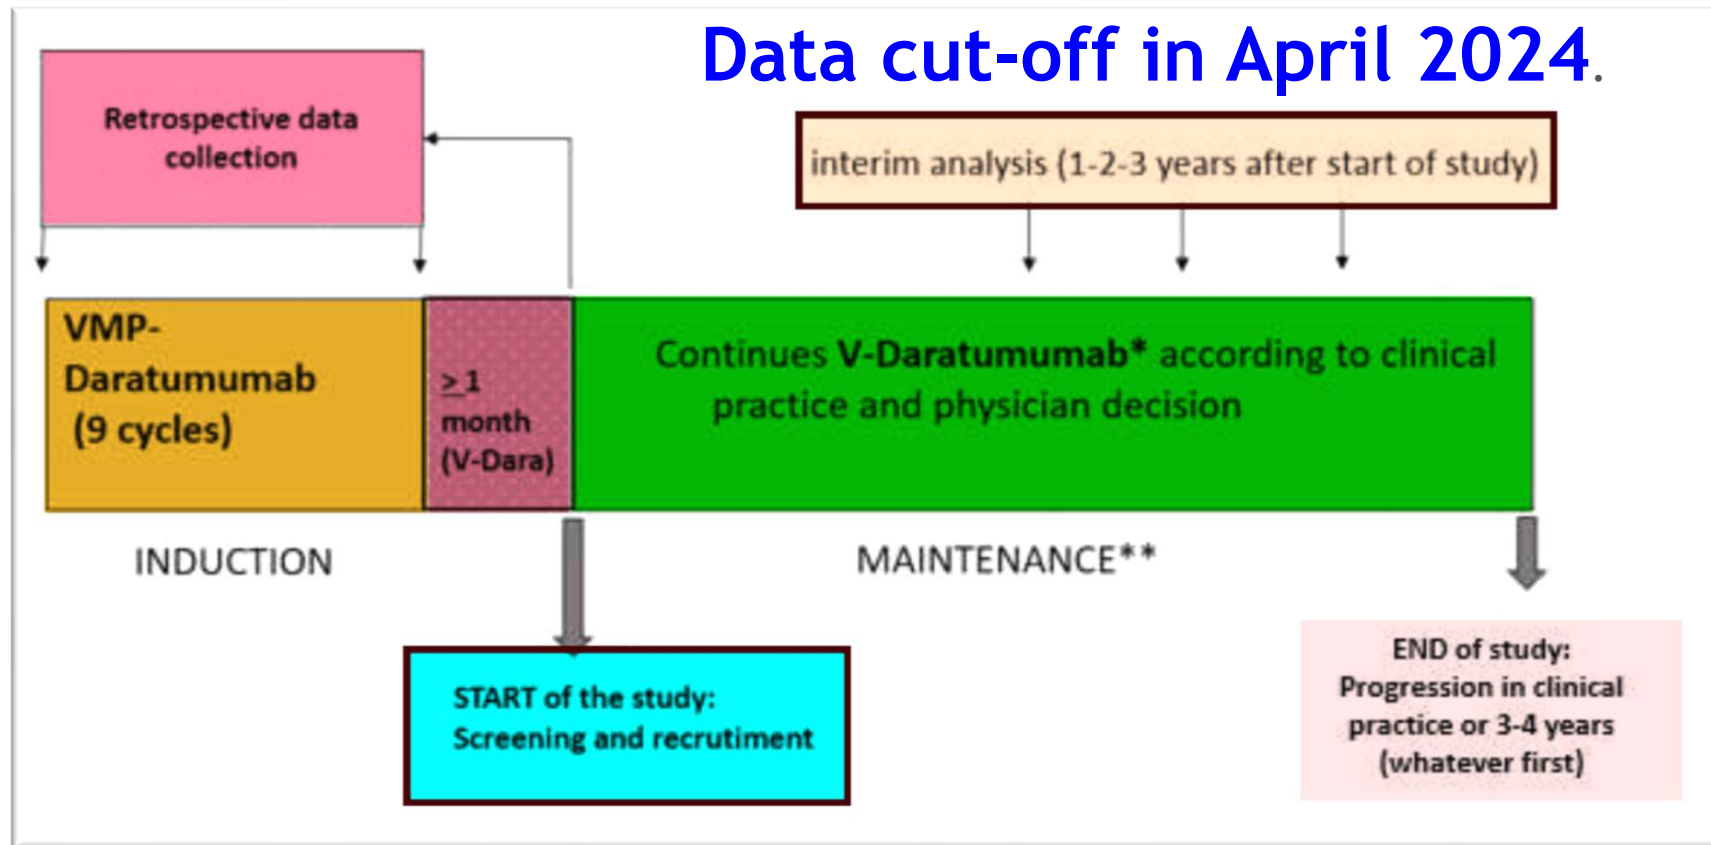 Data cut-off in April 2024.
Retrospective data
collection
interim analysis (1-2-3 years after start of study)
VMP-
Daratumumab
(9 cycles)
≥1
month
(V-Dara)
Continues V-Daratumumab* according to clinical
practice and physician decision
INDUCTION
MAINTENANCE**
START of the study:
Screening and recrutiment
END of study:
Progression in clinical
practice or 3-4 years
(whatever first)